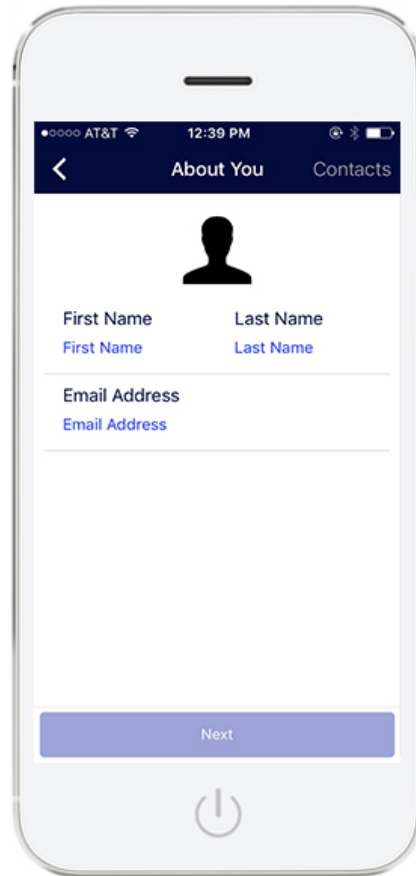 AT&T 12:39 PM
About You Contacts
First Name Last Name
First Name Last Name
Email Address
Email Address
Next